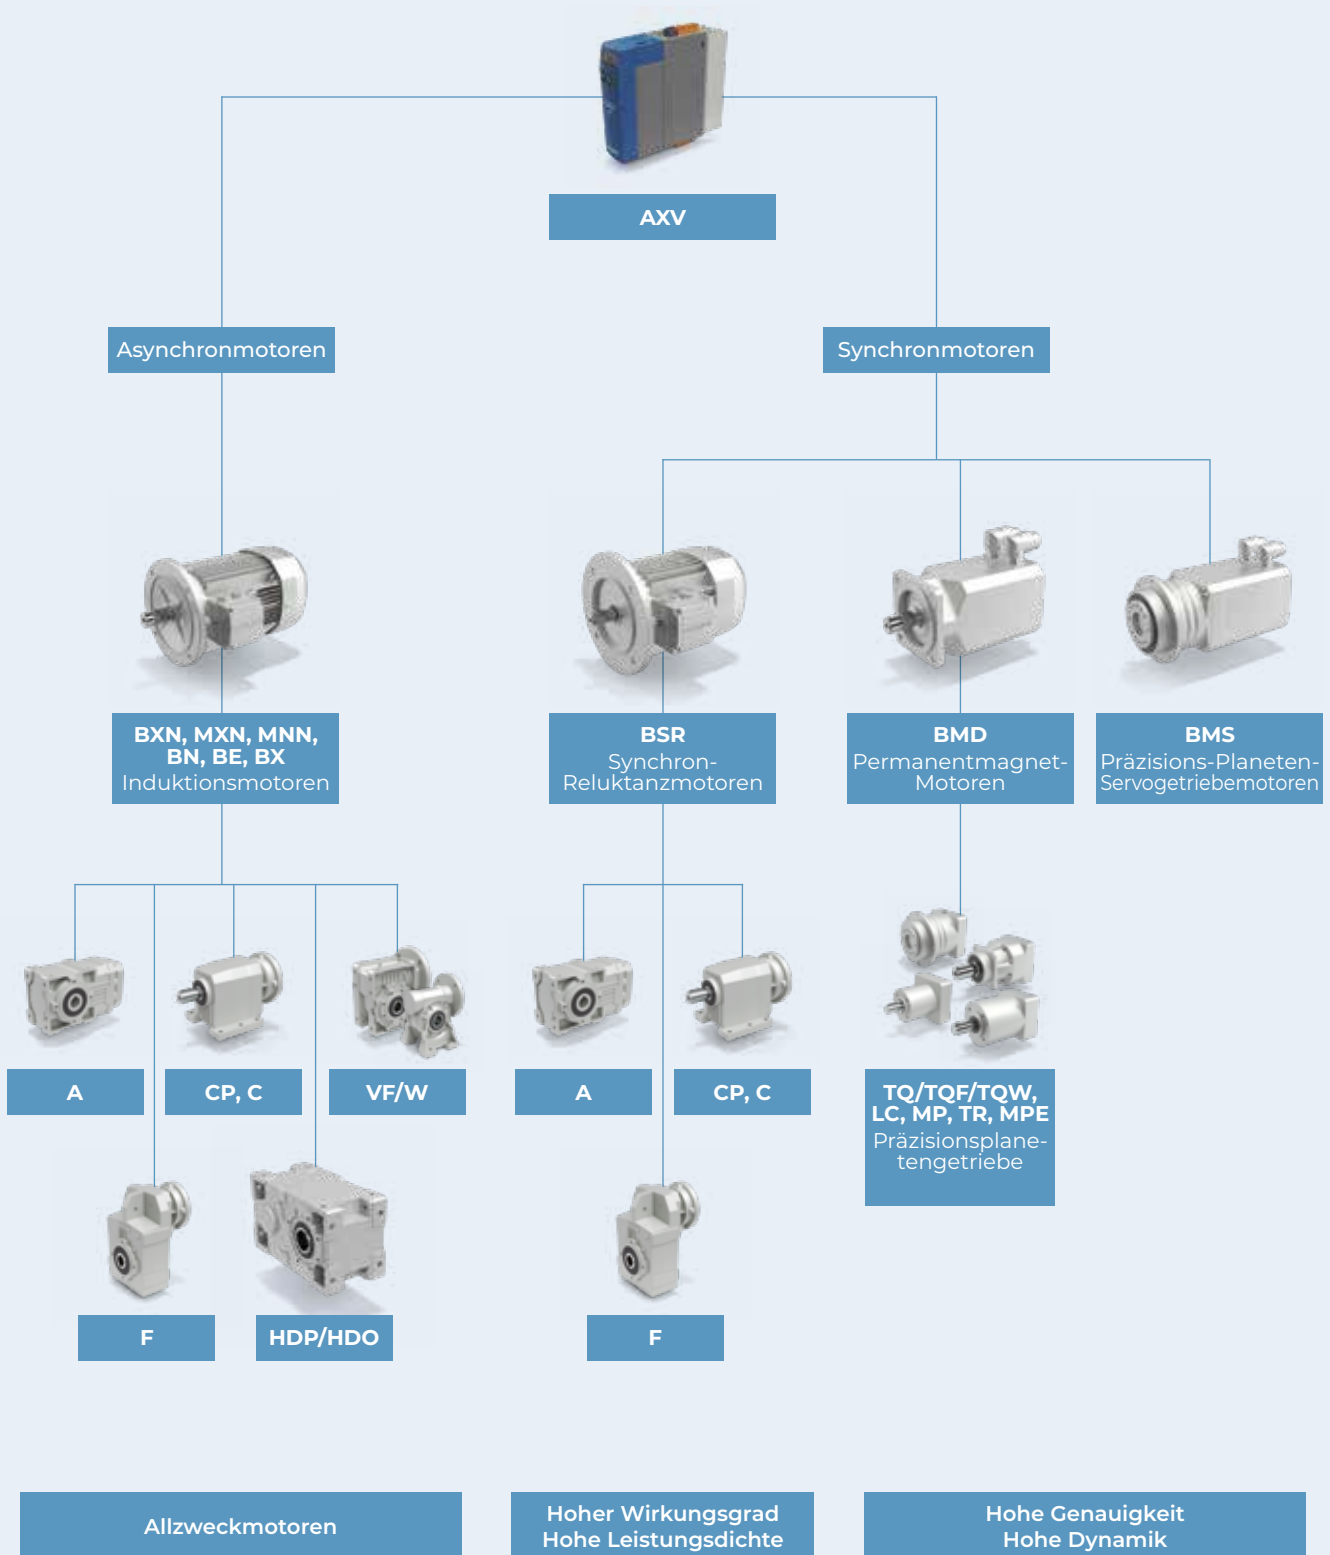 AXV
Asynchronmotoren
Synchronmotoren
BXN, MXN, MNN,
BN, BE, BX
Induktionsmotoren
BSR
Synchron-
Reluktanzmotoren
BMD
Permanentmagnet-
Motoren
BMS
Präzisions-Planeten-
Servogetriebemotoren
A
CP, C
VF/W
A
CP, C
TQ/TQF/TQW,
LC, MP, TR, MPE
Präzisionsplane-
tengetriebe
F
HDP/HDO
F
Allzweckmotoren
Hoher Wirkungsgrad
Hohe Leistungsdichte
Hohe Genauigkeit
Hohe Dynamik